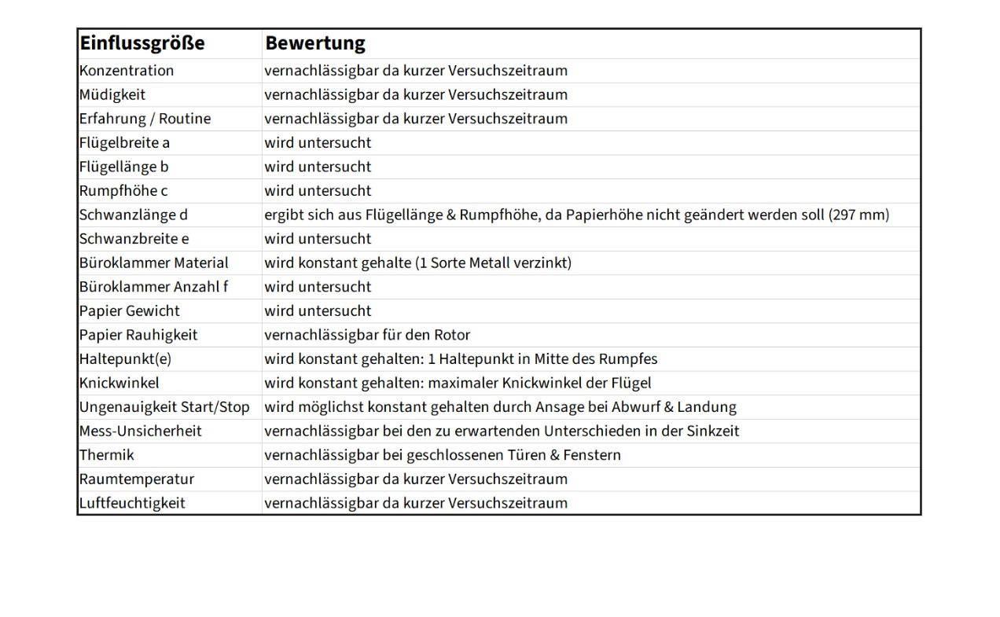 Einflussgröße Bewertung
Konzentration vernachlässigbar da kurzer Versuchszeitraum
Müdigkeit vernachlässigbar da kurzer Versuchszeitraum
Erfahrung / Routine vernachlässigbar da kurzer Versuchszeitraum
Flügelbreite a wird untersucht
Flügellänge b wird untersucht
Rumpfhöhe c wird untersucht
Schwanzlänge d ergibt sich aus Flügellänge & Rumpfhöhe, da Papierhöhe nicht geändert werden soll (297 mm)
Schwanzbreite e wird untersucht
Büroklammer Material wird konstant gehalte (1 Sorte Metall verzinkt)
Büroklammer Anzahl f wird untersucht
Papier Gewicht wird untersucht
Papier Rauhigkeit vernachlässigbar für den Rotor
Haltepunkt(e) wird konstant gehalten: 1 Haltepunkt in Mitte des Rumpfes
Knickwinkel wird konstant gehalten: maximaler Knickwinkel der Flügel
Ungenauigkeit Start/Stop wird möglichst konstant gehalten durch Ansage bei Abwurf & Landung
Mess-Unsicherheit vernachlässigbar bei den zu erwartenden Unterschieden in der Sinkzeit
Thermik vernachlässigbar bei geschlossenen Türen & Fenstern
Raumtemperatur vernachlässigbar da kurzer Versuchszeitraum
Luftfeuchtigkeit vernachlässigbar da kurzer Versuchszeitraum